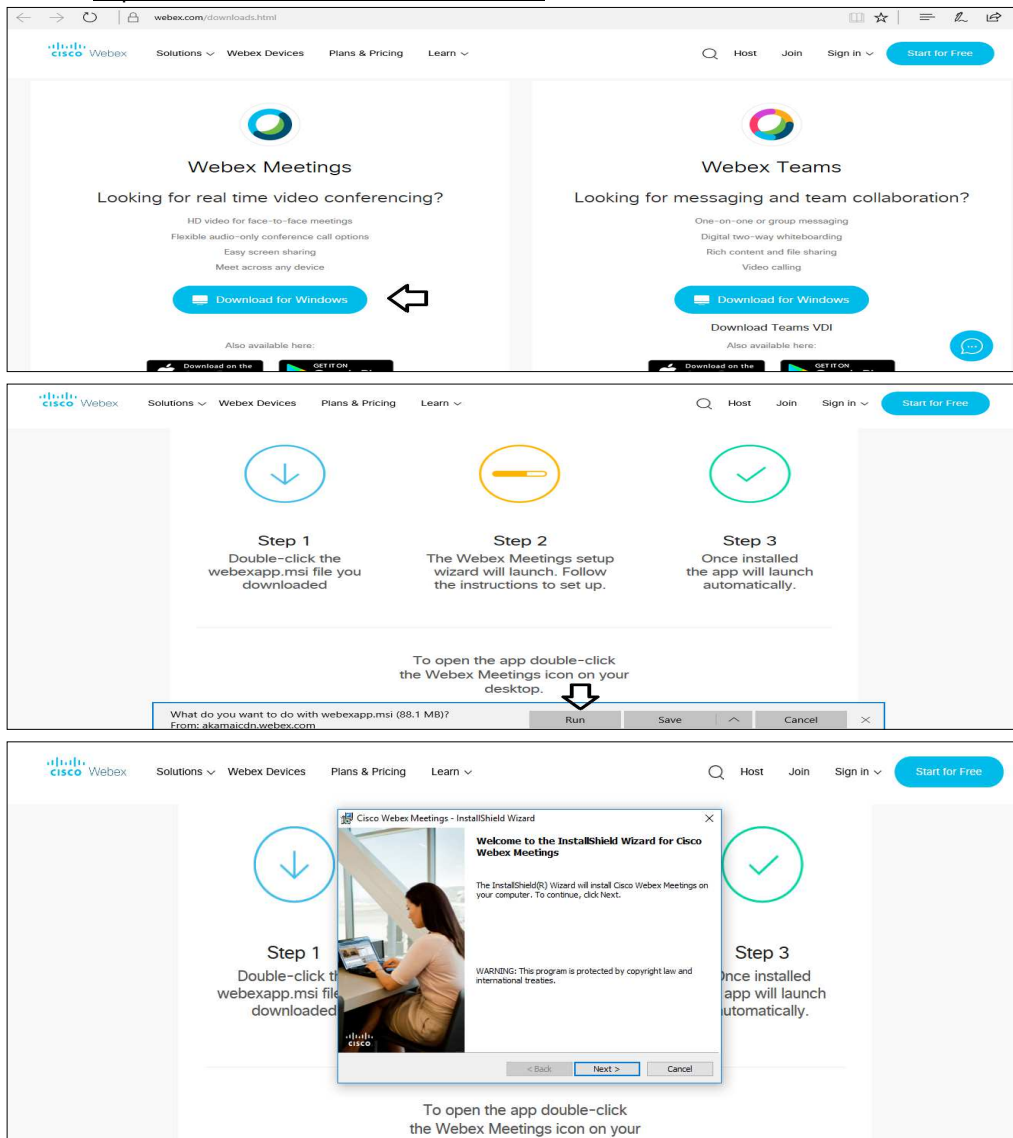 webex.com/downloads.html
cisco Webex Solutions Webex Devices Plans & Pricing Learn Host Join Sign in Start for Free
Webex Meetings
Looking for real time video conferencing?
HD video for face-to-face meetings
Flexible audio-only conference call options
Easy screen sharing
Meet across any device
Download for Windows
Also available here:
Download on the
GET IT ON
Webex Teams
Looking for messaging and team collaboration?
One-on-one or group messaging
Digital two-way whiteboarding
Rich content and file sharing
Video calling
Download for Windows
Download Teams VDI
Also available here:
Download on the
GET IT ON
cisco Webex Solutions Webex Devices Plans & Pricing Learn Host Join Sign in Start for Free
Step 1
Double-click the
webexapp.msi file you
downloaded
Step 2
The Webex Meetings setup
wizard will launch. Follow
the instructions to set up.
Step 3
Once installed
the app will launch
automatically.
To open the app double-click
the Webex Meetings icon on your
desktop.
What do you want to do with webexapp.msi (88.1 MB)?
From: akamaicdn.webex.com
Run Save Cancel
cisco Webex Solutions Webex Devices Plans & Pricing Learn Host Join Sign in Start for Free
Cisco Webex Meetings - InstallShield Wizard
Welcome to the InstallShield Wizard for Cisco
Webex Meetings
The InstallShield(R) Wizard will install Cisco Webex Meetings on
your computer. To continue, click Next.
WARNING: This program is protected by copyright law and
international treaties.
cisco
< Back Next > Cancel
Step 1
Double-click t
webexapp.msi file
downloaded
Step 3
Once installed
app will launch
utomatically.
To open the app double-click
the Webex Meetings icon on your